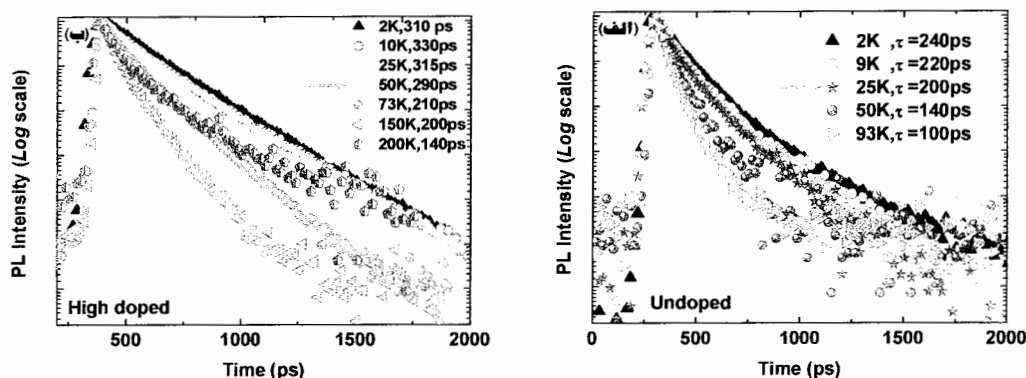 2K,310 ps
10K,330ps
25K,315ps
50K,290ps
73K,210ps
150K,200ps
200K,140ps
High doped
PL Intensity (Log scale)
500 1000 1500 2000
Time (ps)
2K ,τ =240ps
9K ,τ =220ps
25K,τ =200ps
50K,τ =140ps
93K,τ =100ps
Undoped
PL Intensity (Log scale)
0 500 1000 1500 2000
Time (ps)